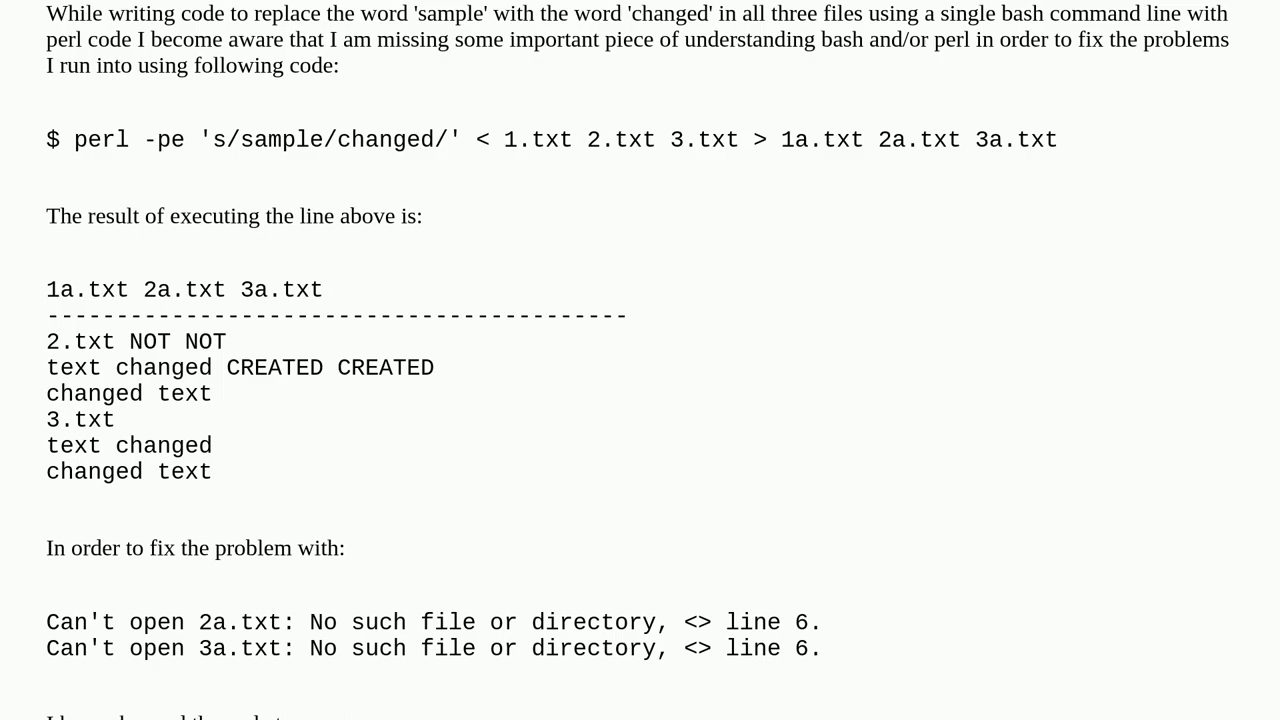 While writing code to replace the word 'sample' with the word 'changed' in all three files using a single bash command line with
perl code I become aware that I am missing some important piece of understanding bash and/or perl in order to fix the problems
I run into using following code:
$ perl -pe 's/sample/changed/' < 1.txt 2.txt 3.txt > 1a.txt 2a.txt 3a.txt
The result of executing the line above is:
1a.txt 2a.txt 3a.txt
------------------------------------------
2.txt NOT NOT
text changed CREATED CREATED
changed text
3.txt
text changed
changed text
In order to fix the problem with:
Can't open 2a.txt: No such file or directory, <> line 6.
Can't open 3a.txt: No such file or directory, <> line 6.